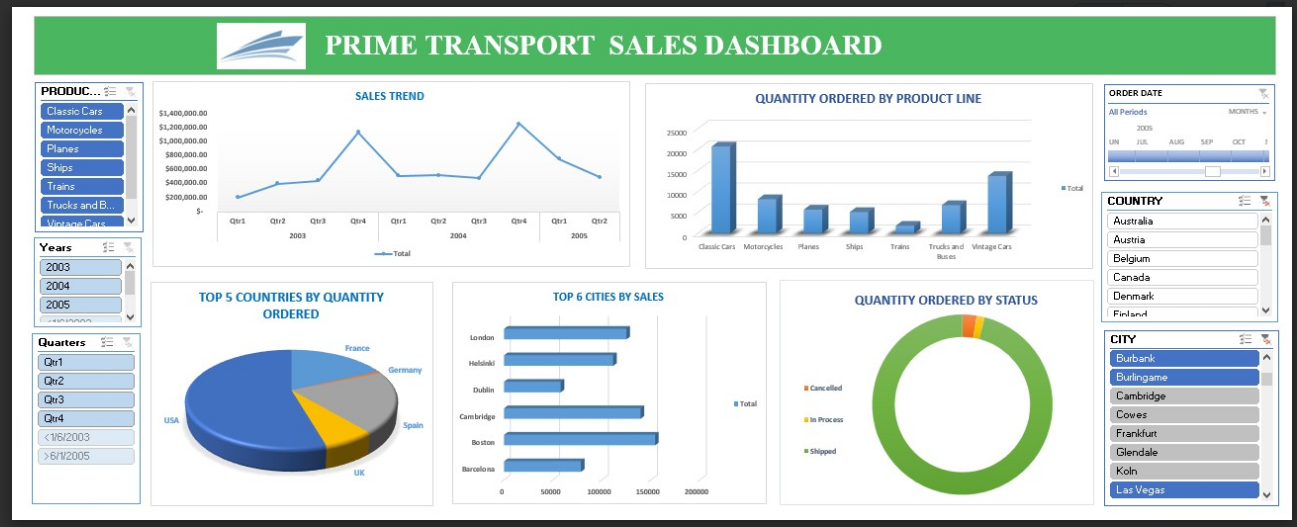 PRIME TRANSPORT SALES DASHBOARD
PRODUC...
Classic Cars
Motorcycles
Planes
Ships
Trains
Trucks and B...
Vintage Cars
Years
2003
2004
2005
<1/6/2003
Quarters
Qtr1
Qtr2
Qtr3
Qtr4
<1/6/2003
>6/1/2005
SALES TREND
$1,400,000.00
$1,200,000.00
$1,000,000.00
$800,000.00
$600,000.00
$400,000.00
$200,000.00
$-
Qtr1 Qtr2 Qtr3 Qtr4 Qtr1 Qtr2 Qtr3 Qtr4 Qtr1 Qtr2
2003 2004 2005
Total
QUANTITY ORDERED BY PRODUCT LINE
25000
20000
15000
10000
5000
0
Classic Cars Motorcycles Planes Ships Trains Trucks and Buses Vintage Cars
Total
ORDER DATE
All Periods MONTHS
2005
UN JUL AUG SEP OCT
COUNTRY
Australia
Austria
Belgium
Canada
Denmark
Finland
TOP 5 COUNTRIES BY QUANTITY
ORDERED
France
Germany
Spain
UK
USA
TOP 6 CITIES BY SALES
London
Helsinki
Dublin
Cambridge
Boston
Barcelona
0 50000 100000 150000 200000
Total
QUANTITY ORDERED BY STATUS
Cancelled
In Process
Shipped
CITY
Burbank
Burlingame
Cambridge
Cowes
Frankfurt
Glendale
Koln
Las Vegas